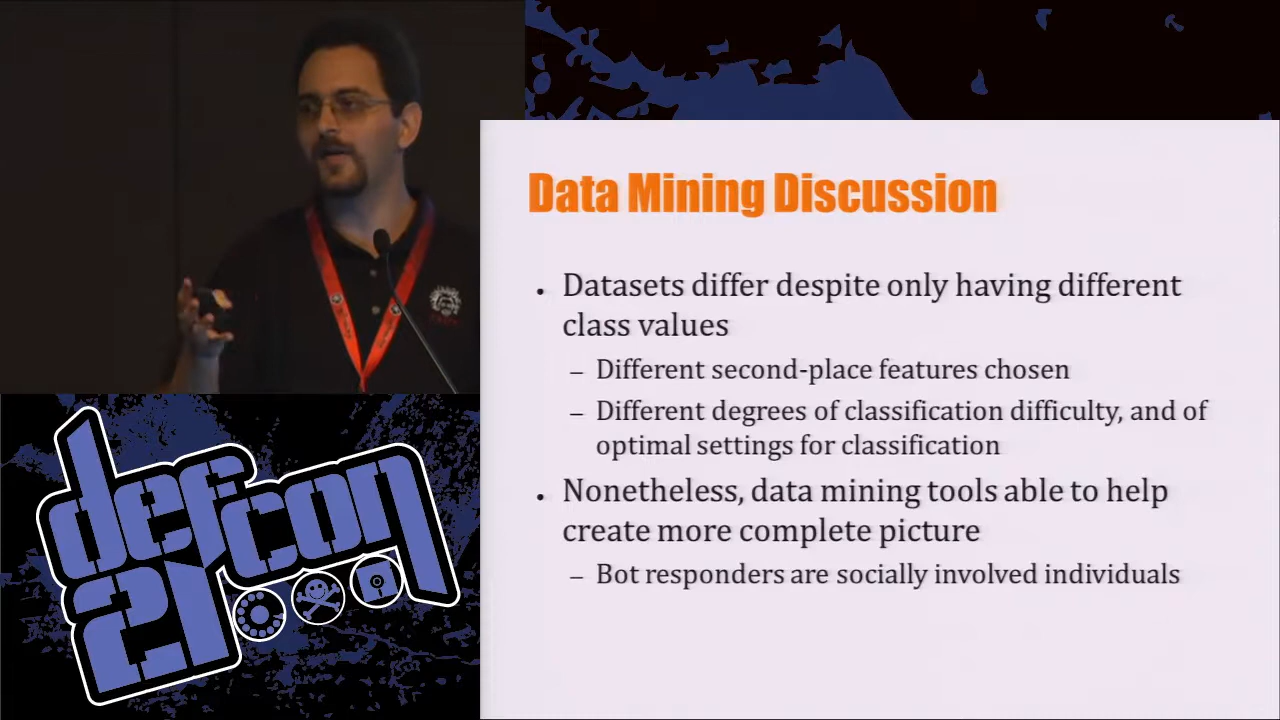 Data Mining Discussion
• Datasets differ despite only having different
class values
– Different second-place features chosen
– Different degrees of classification difficulty, and of
optimal settings for classification
• Nonetheless, data mining tools able to help
create more complete picture
– Bot responders are socially involved individuals
defcon
21